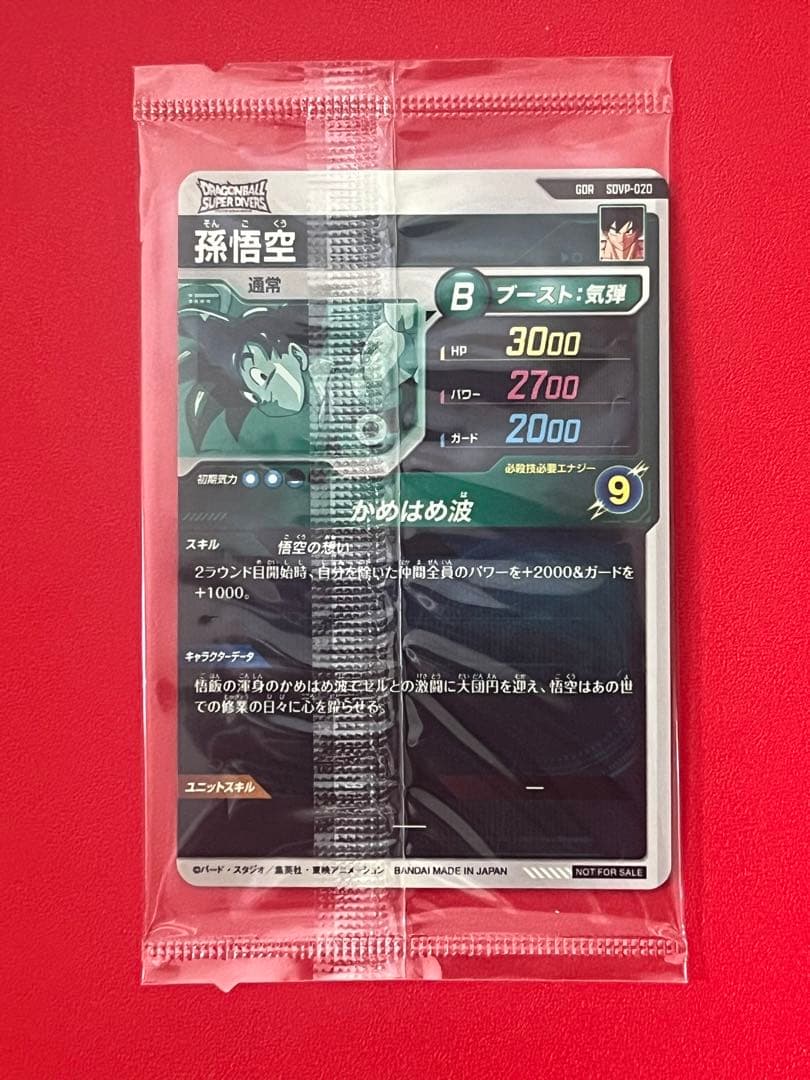 DRAGONBALL
SUPER DIVERS
GDR SDVP-020
そん ご くう
孫悟空
通常
B ブースト：気弾
HP 3000
パワー 2700
ガード 2000
初期気力
必殺技必要エナジー
9
は
かめはめ波
スキル 悟空の想い
2ラウンド目開始時、自分を除いた仲間全員のパワーを+2000&ガードを
+1000。
キャラクターデータ
悟飯の渾身のかめはめ波でセルとの激闘に大団円を迎え、悟空はあの世
での修業の日々に心を躍らせる。
ユニットスキル
—
—
©バード・スタジオ／集英社・東映アニメーション BANDAI MADE IN JAPAN
NOT FOR SALE